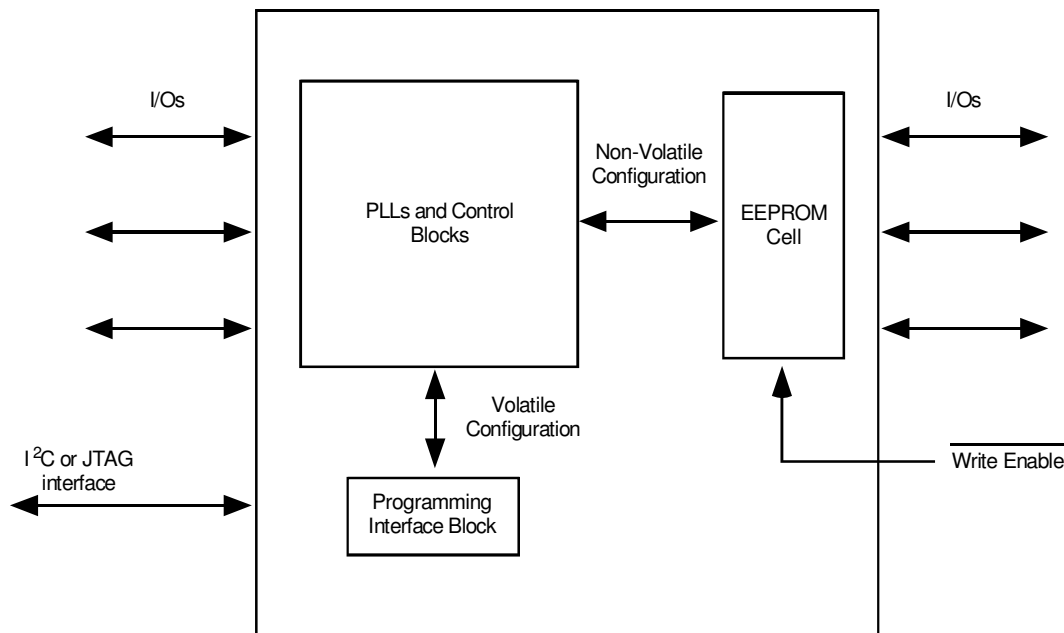 I/Os
I/Os
Non-Volatile
Configuration
PLLs and Control
Blocks
EEPROM
Cell
Volatile
Configuration
I²C or JTAG
interface
Write Enable
Programming
Interface Block